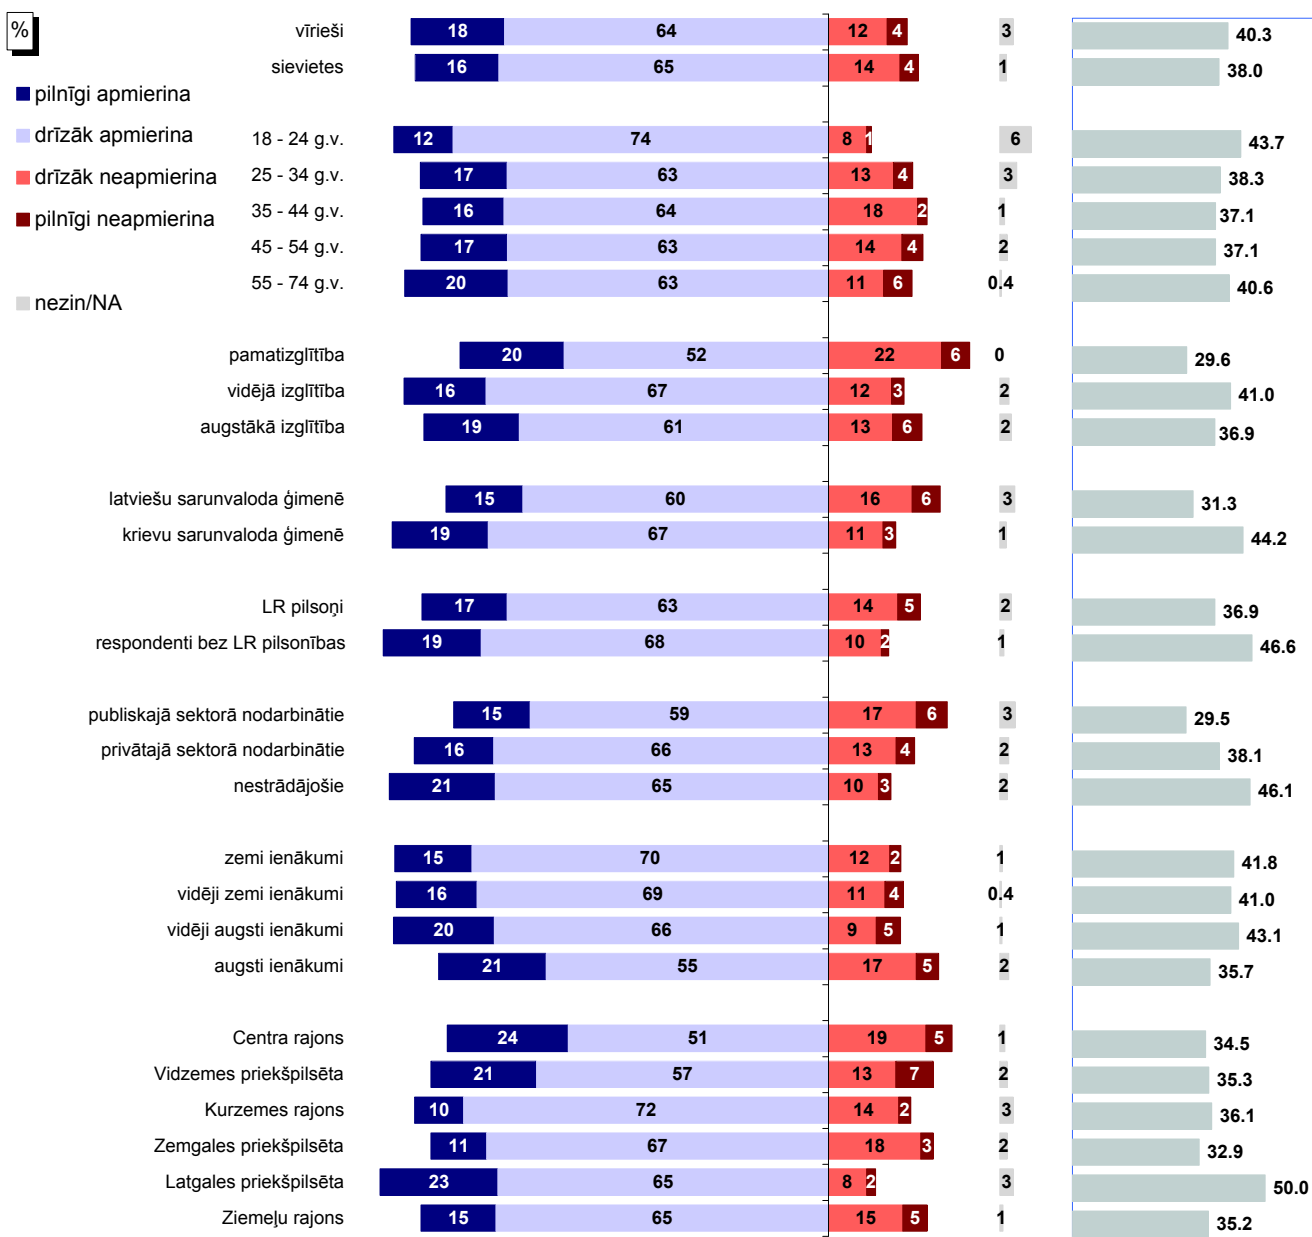 %
pilnīgi apmierina
drīzāk apmierina
drīzāk neapmierina
pilnīgi neapmierina
nezin/NA
vīrieši 18 64 12 4 3 40.3
sievietes 16 65 14 4 1 38.0
18 - 24 g.v. 12 74 8 1 6 43.7
25 - 34 g.v. 17 63 13 4 3 38.3
35 - 44 g.v. 16 64 18 2 1 37.1
45 - 54 g.v. 17 63 14 4 2 37.1
55 - 74 g.v. 20 63 11 6 0.4 40.6
pamatizglītība 20 52 22 6 0 29.6
vidējā izglītība 16 67 12 3 2 41.0
augstākā izglītība 19 61 13 6 2 36.9
latviešu sarunvaloda ģimenē 15 60 16 6 3 31.3
krievu sarunvaloda ģimenē 19 67 11 3 1 44.2
LR pilsoņi 17 63 14 5 2 36.9
respondenti bez LR pilsonības 19 68 10 2 1 46.6
publiskajā sektorā nodarbinātie 15 59 17 6 3 29.5
privātajā sektorā nodarbinātie 16 66 13 4 2 38.1
nestrādājošie 21 65 10 3 2 46.1
zemi ienākumi 15 70 12 2 1 41.8
vidēji zemi ienākumi 16 69 11 4 0.4 41.0
vidēji augsti ienākumi 20 66 9 5 1 43.1
augsti ienākumi 21 55 17 5 2 35.7
Centra rajons 24 51 19 5 1 34.5
Vidzemes priekšpilsēta 21 57 13 7 2 35.3
Kurzemes rajons 10 72 14 2 3 36.1
Zemgales priekšpilsēta 11 67 18 3 2 32.9
Latgales priekšpilsēta 23 65 8 2 3 50.0
Ziemeļu rajons 15 65 15 5 1 35.2